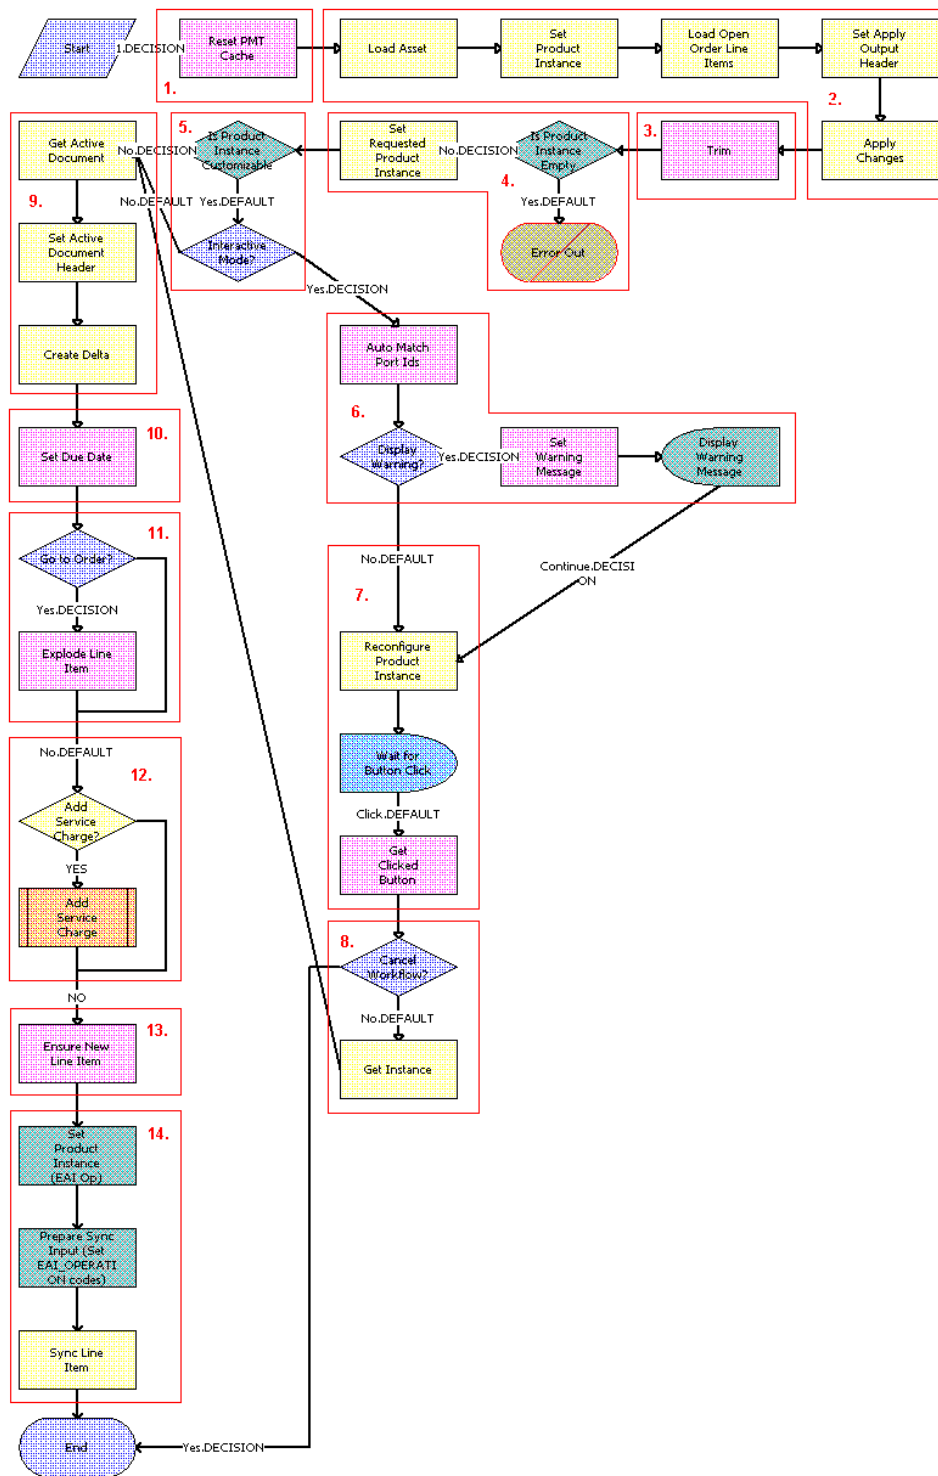 Start
1.DECISION
Reset PMT
Cache
1.
Load Asset
Set
Product
Instance
Load Open
Order Line
Items
Set Apply
Output
Header
2.
Apply
Changes
3.
Trim
Is Product
Instance
Empty
No.DECISION
4.
Yes.DEFAULT
Error Out
Set
Requested
Product
Instance
5.
Is Product
Instance
Customizable
No.DECISION
Yes.DEFAULT
Interactive
Mode?
No.DEFAULT
Yes.DECISION
Get Active
Document
9.
Set Active
Document
Header
Create Delta
Auto Match
Port Ids
6.
Display
Warning?
Yes.DECISION
Set
Warning
Message
Display
Warning
Message
10.
Set Due Date
11.
Go to Order?
Yes.DECISION
Explode Line
Item
No.DEFAULT
Continue.DECISI
ON
7.
Reconfigure
Product
Instance
Wait for
Button Click
Click.DEFAULT
Get
Clicked
Button
No.DEFAULT
12.
Add
Service
Charge?
YES
Add
Service
Charge
NO
8.
Cancel
Workflow?
No.DEFAULT
Get Instance
13.
Ensure New
Line Item
14.
Set
Product
Instance
(EAI Op)
Prepare Sync
Input (Set
EAI_OPERATI
ON codes)
Sync Line
Item
End
Yes.DECISION